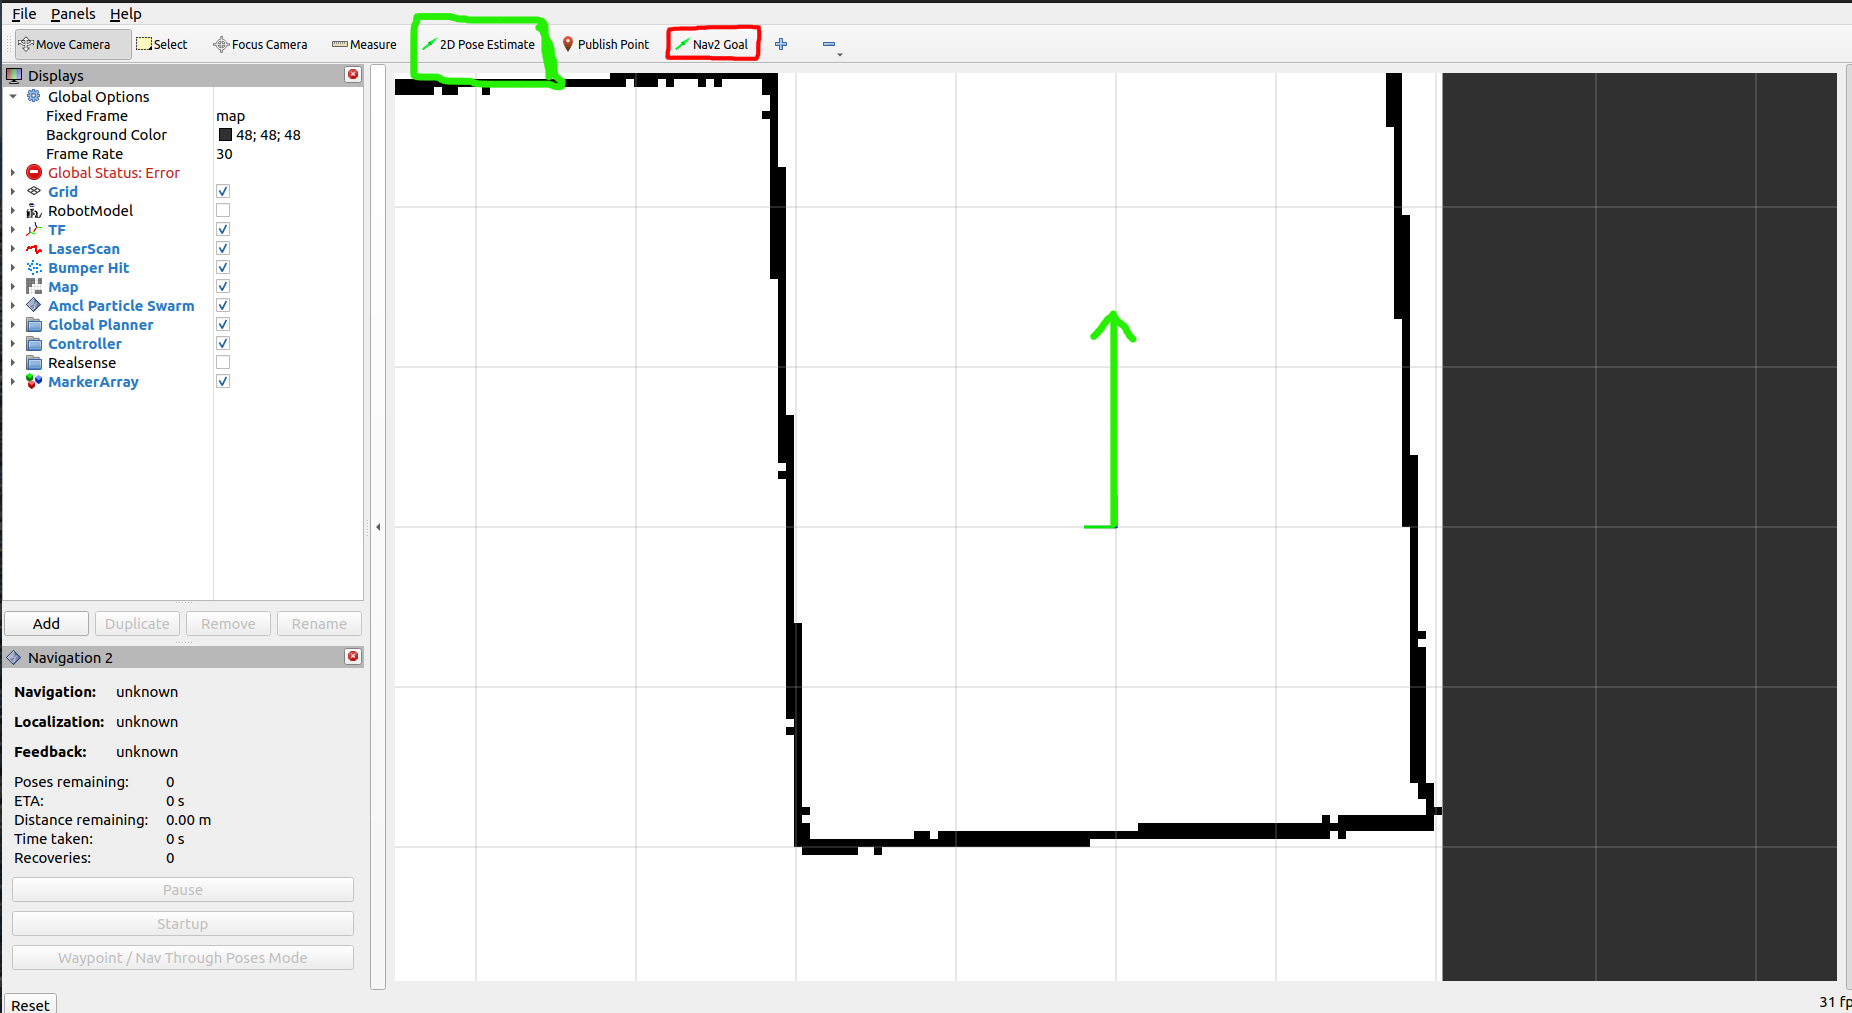 File Panels Help
Move Camera Select Focus Camera Measure 2D Pose Estimate Publish Point Nav2 Goal
Displays
Global Options
Fixed Frame map
Background Color 48; 48; 48
Frame Rate 30
Global Status: Error
Grid
RobotModel
TF
LaserScan
Bumper Hit
Map
Amcl Particle Swarm
Global Planner
Controller
Realsense
MarkerArray
Add Duplicate Remove Rename
Navigation 2
Navigation: unknown
Localization: unknown
Feedback: unknown
Poses remaining: 0
ETA: 0 s
Distance remaining: 0.00 m
Time taken: 0 s
Recoveries: 0
Pause
Startup
Waypoint / Nav Through Poses Mode
Reset
31 fp